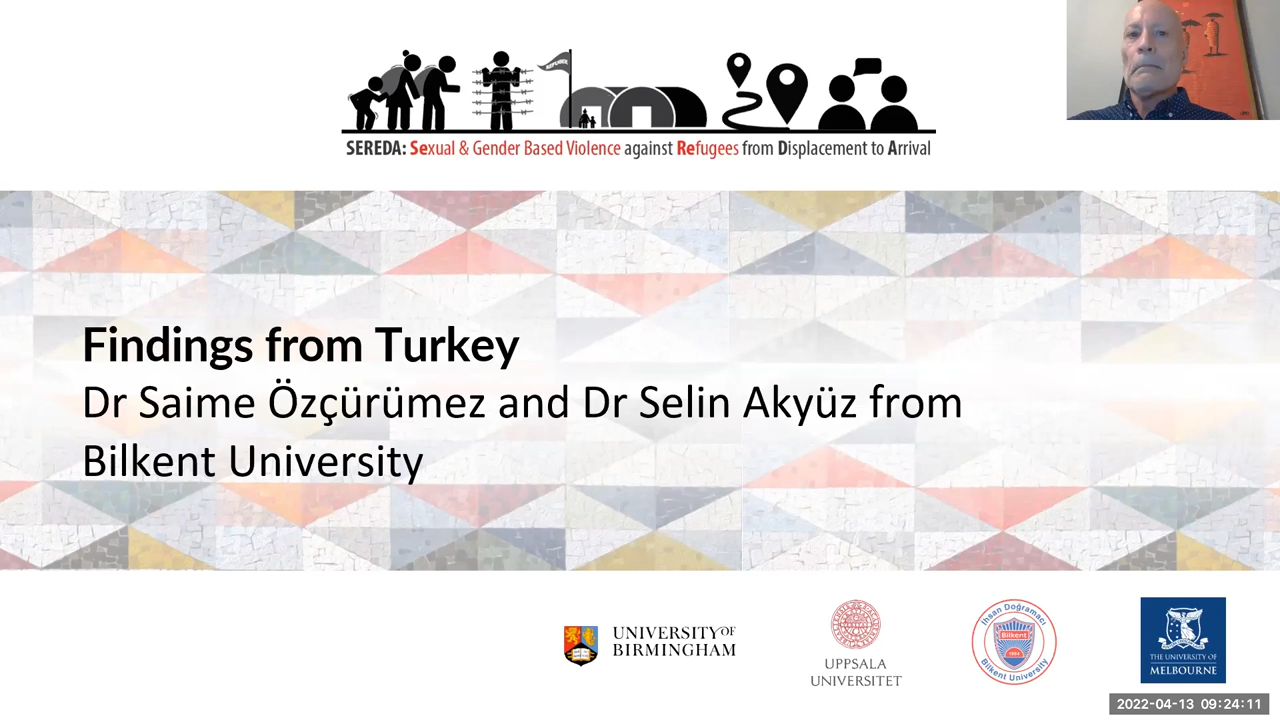 REFUGEE
SEREDA: Sexual & Gender Based Violence against Refugees from Displacement to Arrival
Findings from Turkey
Dr Saime Özçürümez and Dr Selin Akyüz from
Bilkent University
UNIVERSITY OF
BIRMINGHAM
UPPSALA
UNIVERSITET
İhsan Doğramacı
Bilkent
1984
Bilkent University
THE UNIVERSITY OF
MELBOURNE
2022-04-13 09:24:11